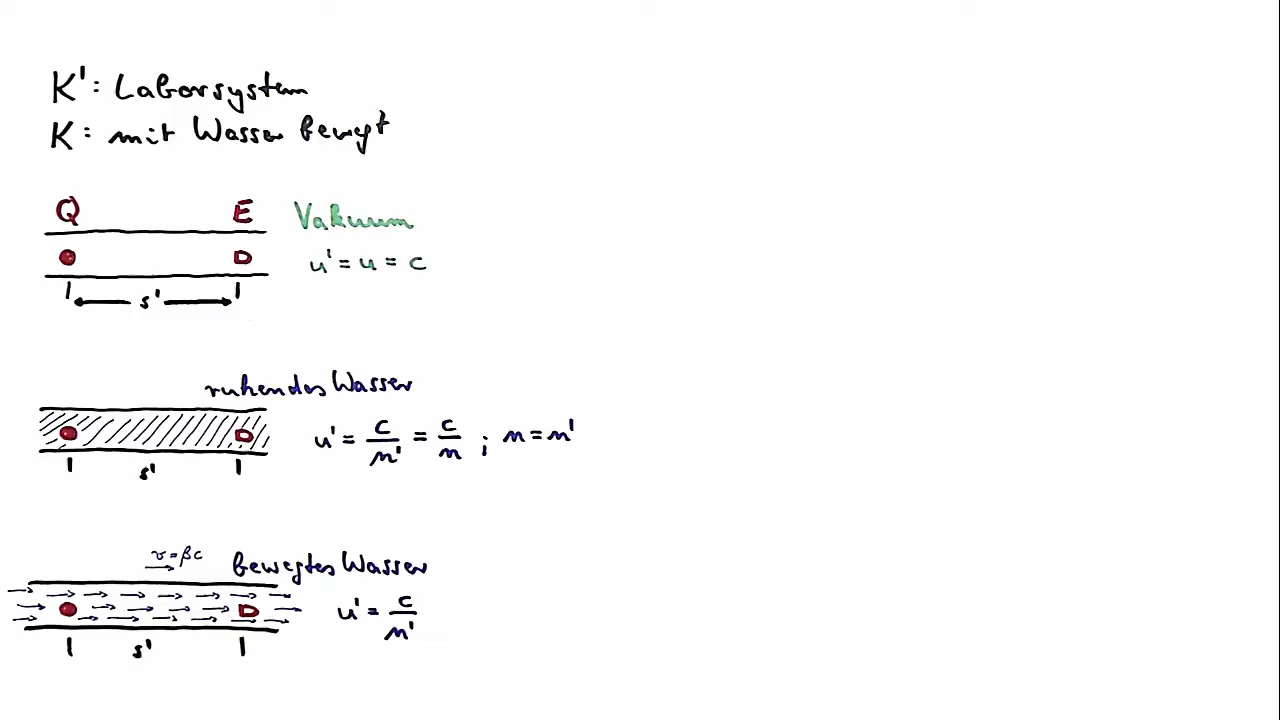 K': Laborsystem
K: mit Wasser bewegt
Q E Vakuum
u' = u = c
s'
ruhendes Wasser
u' = c/n' = c/n ; n = n'
s'
v = βc bewegtes Wasser
u' = c/n'
s'